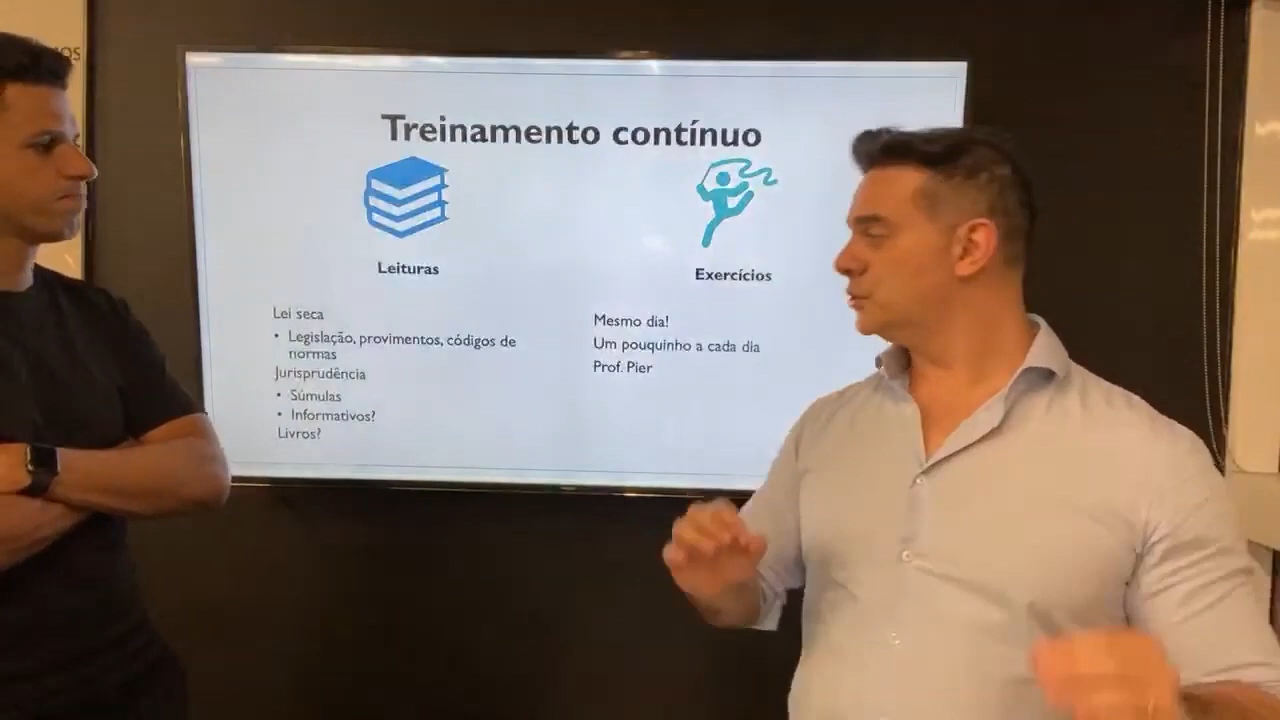 Treinamento contínuo
Leituras
Lei seca
• Legislação, provimentos, códigos de
normas
Jurisprudência
• Súmulas
• Informativos?
Livros?
Exercícios
Mesmo dia!
Um pouquinho a cada dia
Prof. Pier